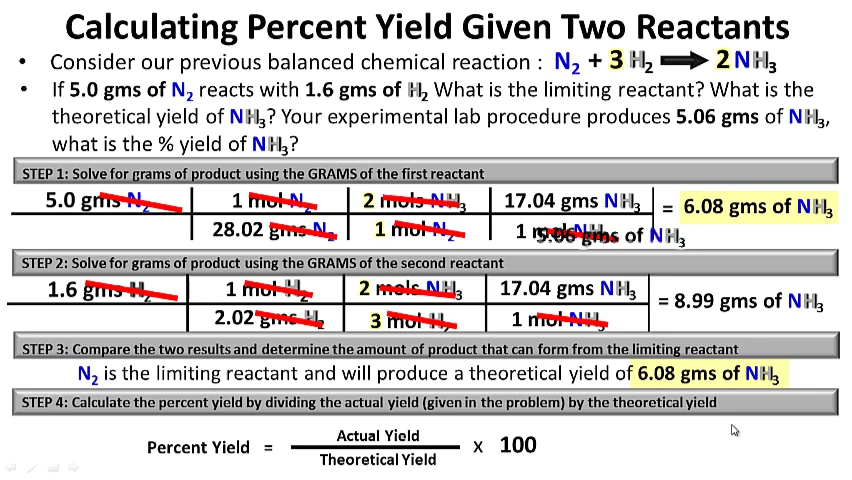 Calculating Percent Yield Given Two Reactants
• Consider our previous balanced chemical reaction : N₂ + 3 H₂ ➡ 2 NH₃
• If 5.0 gms of N₂ reacts with 1.6 gms of H₂ What is the limiting reactant? What is the
theoretical yield of NH₃? Your experimental lab procedure produces 5.06 gms of NH₃,
what is the % yield of NH₃?
STEP 1: Solve for grams of product using the GRAMS of the first reactant
5.0 gms N₂ 1 mol N₂ 2 mols NH₃ 17.04 gms NH₃ = 6.08 gms of NH₃
28.02 gms N₂ 1 mol N₂ 1 mols NH₃
5.06 gms of NH₃
STEP 2: Solve for grams of product using the GRAMS of the second reactant
1.6 gms H₂ 1 mol H₂ 2 mols NH₃ 17.04 gms NH₃ = 8.99 gms of NH₃
2.02 gms H₂ 3 mol H₂ 1 mol NH₃
STEP 3: Compare the two results and determine the amount of product that can form from the limiting reactant
N₂ is the limiting reactant and will produce a theoretical yield of 6.08 gms of NH₃
STEP 4: Calculate the percent yield by dividing the actual yield (given in the problem) by the theoretical yield
Actual Yield
Percent Yield = x 100
Theoretical Yield